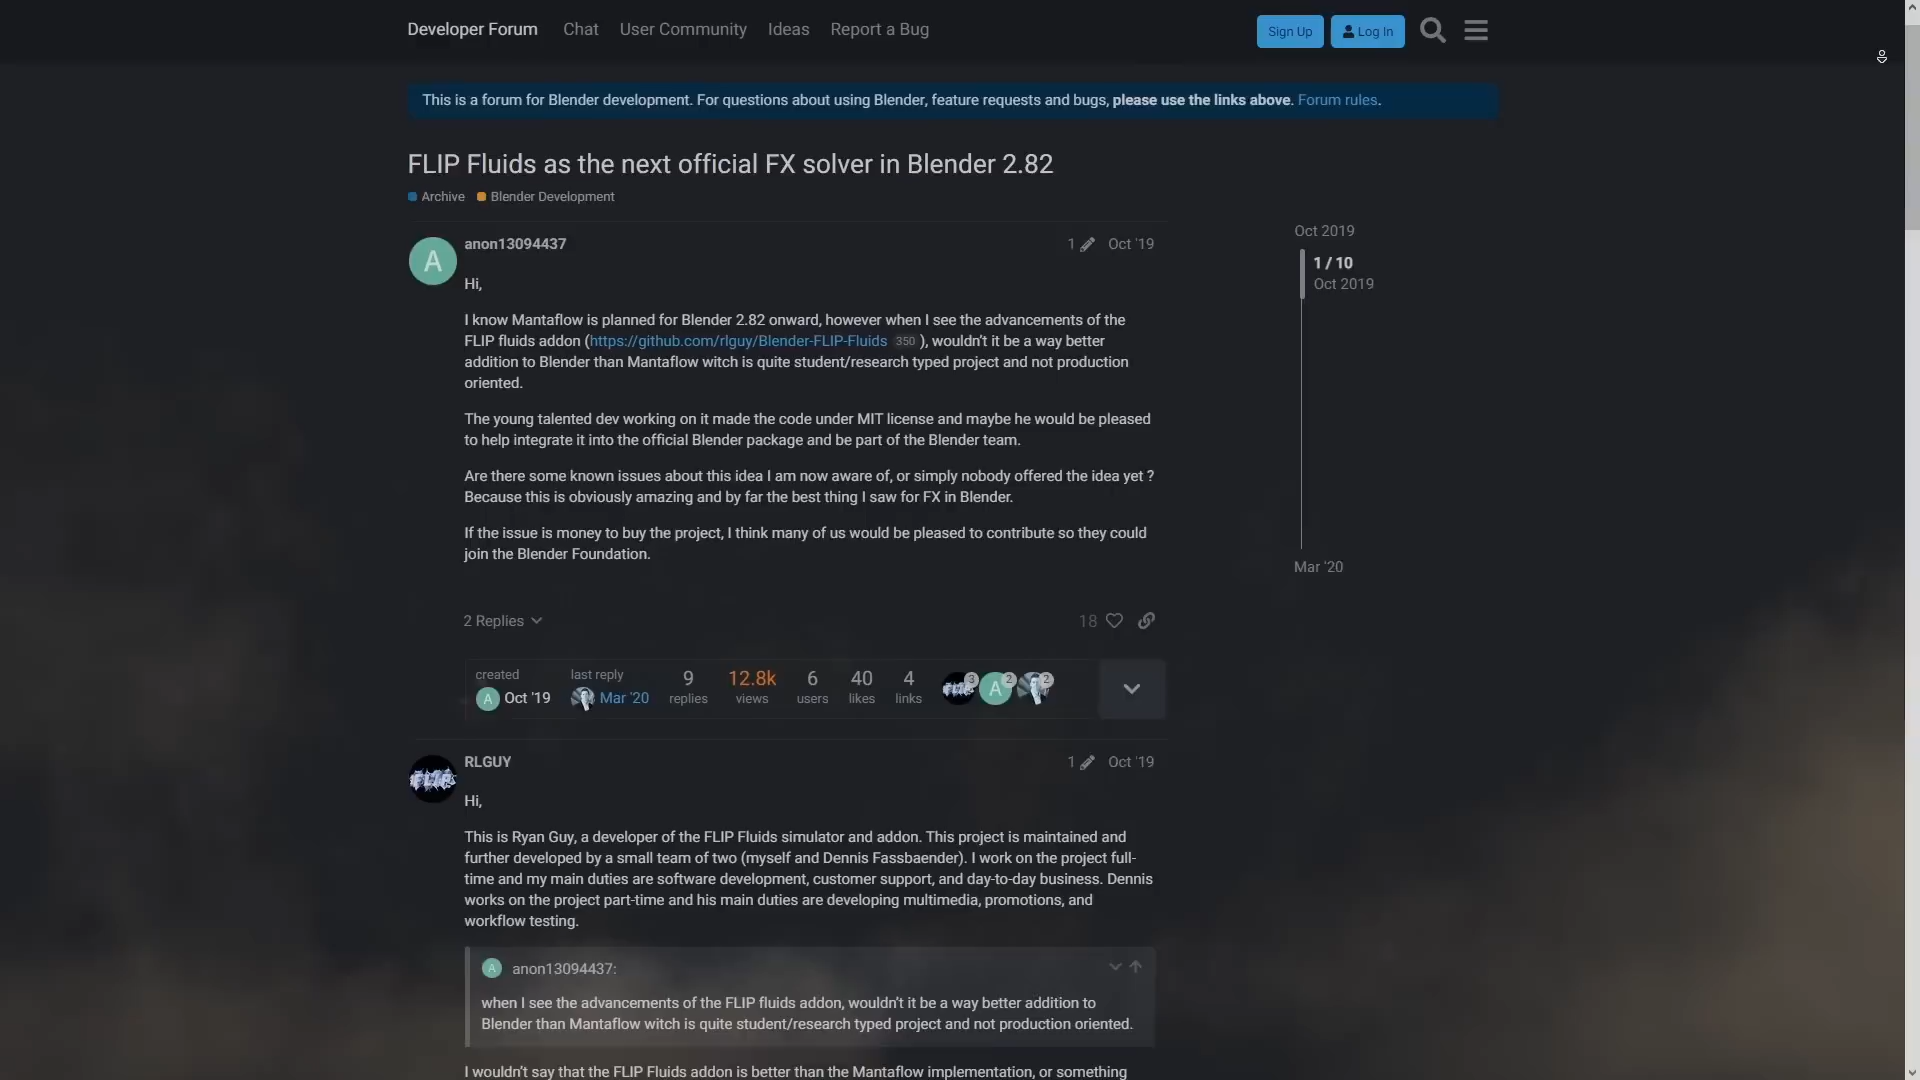 Developer Forum Chat User Community Ideas Report a Bug Sign Up Log In
This is a forum for Blender development. For questions about using Blender, feature requests and bugs, please use the links above. Forum rules.
FLIP Fluids as the next official FX solver in Blender 2.82
Archive Blender Development
A anon13094437 1 Oct '19
Hi,
I know Mantaflow is planned for Blender 2.82 onward, however when I see the advancements of the
FLIP fluids addon (https://github.com/rlguy/Blender-FLIP-Fluids 350 ), wouldn't it be a way better
addition to Blender than Mantaflow witch is quite student/research typed project and not production
oriented.
The young talented dev working on it made the code under MIT license and maybe he would be pleased
to help integrate it into the official Blender package and be part of the Blender team.
Are there some known issues about this idea I am now aware of, or simply nobody offered the idea yet ?
Because this is obviously amazing and by far the best thing I saw for FX in Blender.
If the issue is money to buy the project, I think many of us would be pleased to contribute so they could
join the Blender Foundation.
2 Replies 18
created last reply 9 12.8k 6 40 4 3 A 2 2
A Oct '19 Mar '20 replies views users likes links
Oct 2019
1 / 10
Oct 2019
Mar '20
FLIP RLGUY 1 Oct '19
Hi,
This is Ryan Guy, a developer of the FLIP Fluids simulator and addon. This project is maintained and
further developed by a small team of two (myself and Dennis Fassbaender). I work on the project full-
time and my main duties are software development, customer support, and day-to-day business. Dennis
works on the project part-time and his main duties are developing multimedia, promotions, and
workflow testing.
A anon13094437:
when I see the advancements of the FLIP fluids addon, wouldn't it be a way better addition to
Blender than Mantaflow witch is quite student/research typed project and not production oriented.
I wouldn't say that the FLIP Fluids addon is better than the Mantaflow implementation, or something